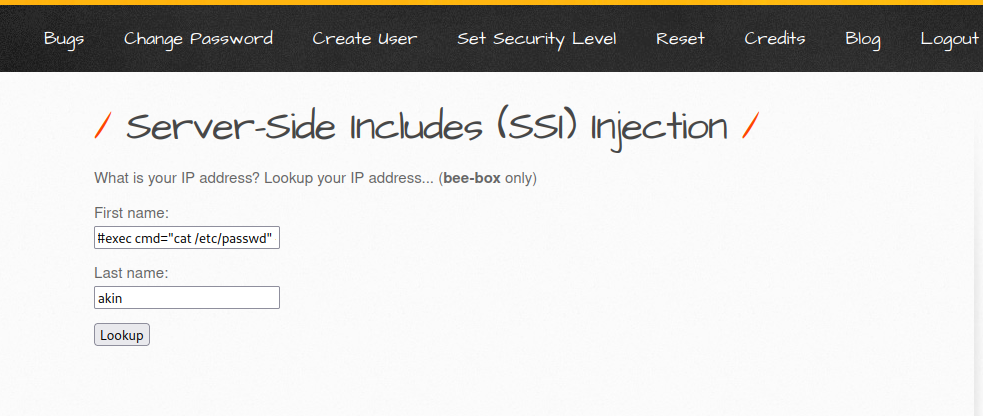 Bugs Change Password Create User Set Security Level Reset Credits Blog Logout
/ Server-Side Includes (SSI) Injection /
What is your IP address? Lookup your IP address... (bee-box only)
First name:
#exec cmd="cat /etc/passwd"
Last name:
akin
Lookup